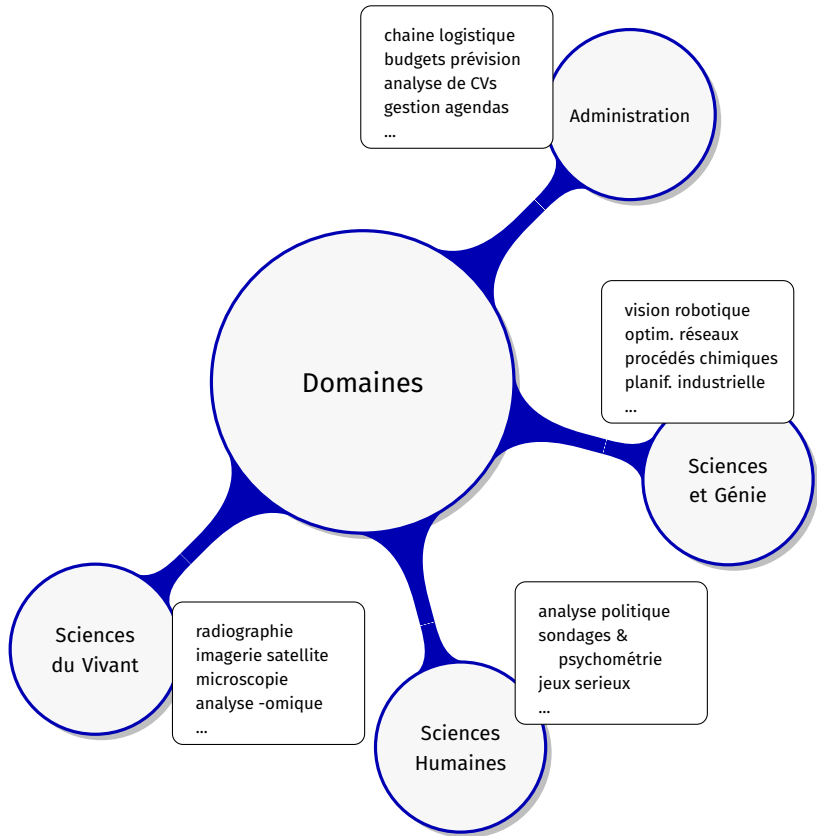 chaine logistique
budgets prévision
analyse de CVs
gestion agendas
...
Administration
vision robotique
optim. réseaux
procédés chimiques
planif. industrielle
...
Domaines
Sciences
et Génie
analyse politique
sondages &
psychométrie
jeux serieux
...
radiographie
imagerie satellite
microscopie
analyse -omique
...
Sciences
du Vivant
Sciences
Humaines